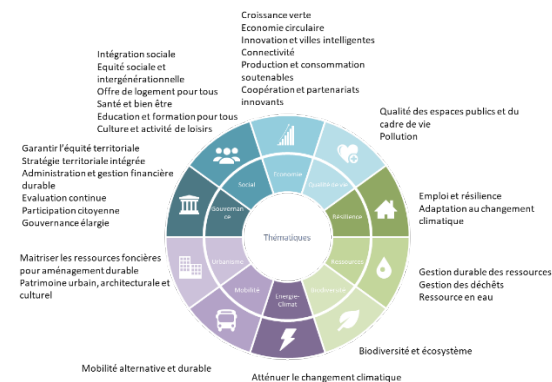 Croissance verte
Economie circulaire
Innovation et villes intelligentes
Connectivité
Production et consommation
soutenables
Coopération et partenariats
innovants
Qualité des espaces publics et du
cadre de vie
Pollution
Emploi et résilience
Adaptation au changement
climatique
Gestion durable des ressources
Gestion des déchêts
Ressource en eau
Biodiversité et écosystème
Atténuer le changement climatique
Mobilité alternative et durable
Maitriser les ressources foncières
pour aménagement durable
Patrimoine urbain, architecturale et
culturel
Garantir l'équité territoriale
Stratégie territoriale intégrée
Administration et gestion financière
durable
Evaluation continue
Participation citoyenne
Gouvernance élargie
Intégration sociale
Equité sociale et
intergénérationnelle
Offre de logement pour tous
Santé et bien être
Education et formation pour tous
Culture et activité de loisirs
Economie
Qualité de vie
Résilience
Ressources
Biodiversité
Energie-
Climat
Mobilité
Urbanisme
Gouvernan
ce
Social
Thématiques